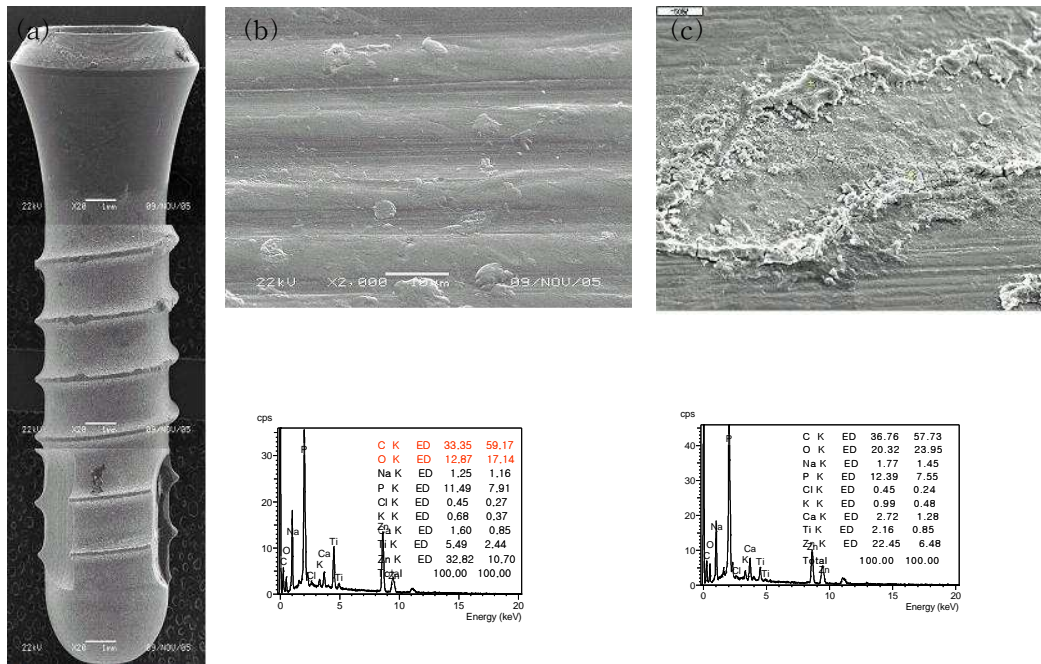 (a)
22kV X20 1mm 09/NOV/05
22kV X20 1mm 09/NOV/05
22kV X20 1mm 09/NOV/05
(b)
22kV X2,000 10μm 09/NOV/05
(c)
cps
30
20
10
0
C
O
Na
P
Cl
K
Ca
Ti
Ti
Zn
Zn
C K ED 33.35 59.17
O K ED 12.87 17.14
Na K ED 1.25 1.16
P K ED 11.49 7.91
Cl K ED 0.45 0.27
K K ED 0.68 0.37
Ca K ED 1.60 0.85
Ti K ED 5.49 2.44
Zn K ED 32.82 10.70
Total 100.00 100.00
0 5 10 15 20
Energy (keV)
cps
40
30
20
10
0
C
O
Na
P
Cl
K
Ca
Ti
Ti
Zn
Zn
C K ED 36.76 57.73
O K ED 20.32 23.95
Na K ED 1.77 1.45
P K ED 12.39 7.55
Cl K ED 0.45 0.24
K K ED 0.99 0.48
Ca K ED 2.72 1.28
Ti K ED 2.16 0.85
Zn K ED 22.45 6.48
Total 100.00 100.00
0 5 10 15 20
Energy (keV)